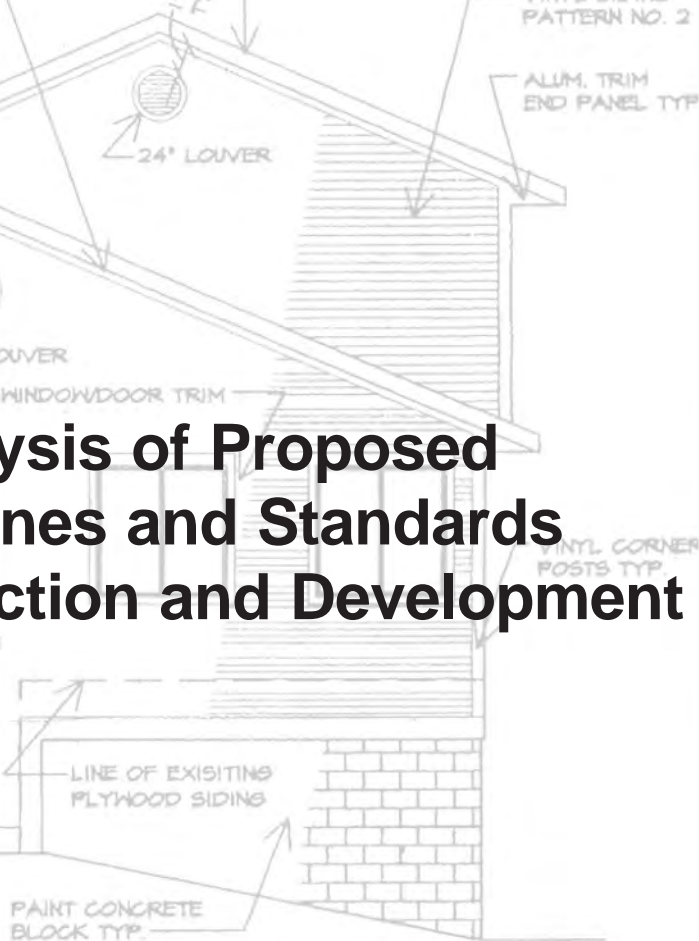 PATTERN NO. 2
ALUM. TRIM
END PANEL TYP
24" LOUVER
OUVER
WINDOW/DOOR TRIM
ysis of Proposed
nes and Standards
VINYL CORNER
POSTS TYP.
ction and Development
LINE OF EXISITING
PLYWOOD SIDING
PAINT CONCRETE
BLOCK TYP.